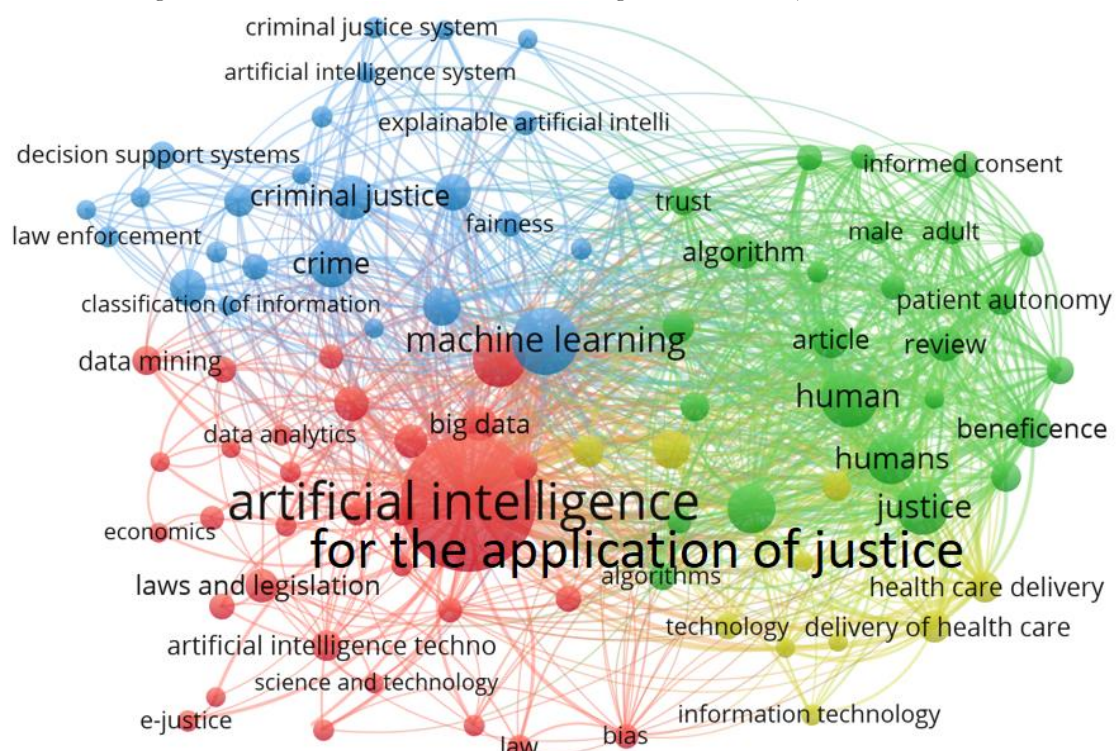 criminal justice system
artificial intelligence system
explainable artificial intelli
decision support systems
informed consent
criminal justice
trust
fairness
law enforcement
male adult
algorithm
crime
classification (of information
patient autonomy
machine learning
article
review
data mining
human
big data
beneficence
data analytics
humans
artificial intelligence
justice
economics
for the application of justice
algorithms
laws and legislation
health care delivery
technology
delivery of health care
artificial intelligence techno
science and technology
e-justice
information technology
bias
law